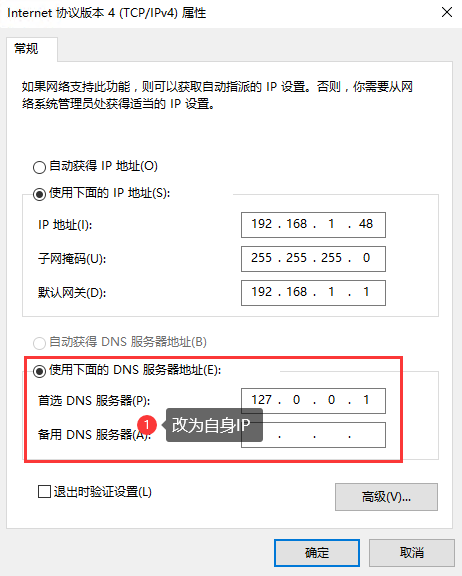 Internet 协议版本 4 (TCP/IPv4) 属性
常规
如果网络支持此功能，则可以获取自动指派的 IP 设置。否则，你需要从网
络系统管理员处获得适当的 IP 设置。
自动获得 IP 地址(O)
使用下面的 IP 地址(S):
IP 地址(I): 192 . 168 . 1 . 48
子网掩码(U): 255 . 255 . 255 . 0
默认网关(D): 192 . 168 . 1 . 1
自动获得 DNS 服务器地址(B)
使用下面的 DNS 服务器地址(E):
首选 DNS 服务器(P): 127 . 0 . 0 . 1
1 改为自身IP
备用 DNS 服务器(A): . . .
退出时验证设置(L)
高级(V)...
确定 取消